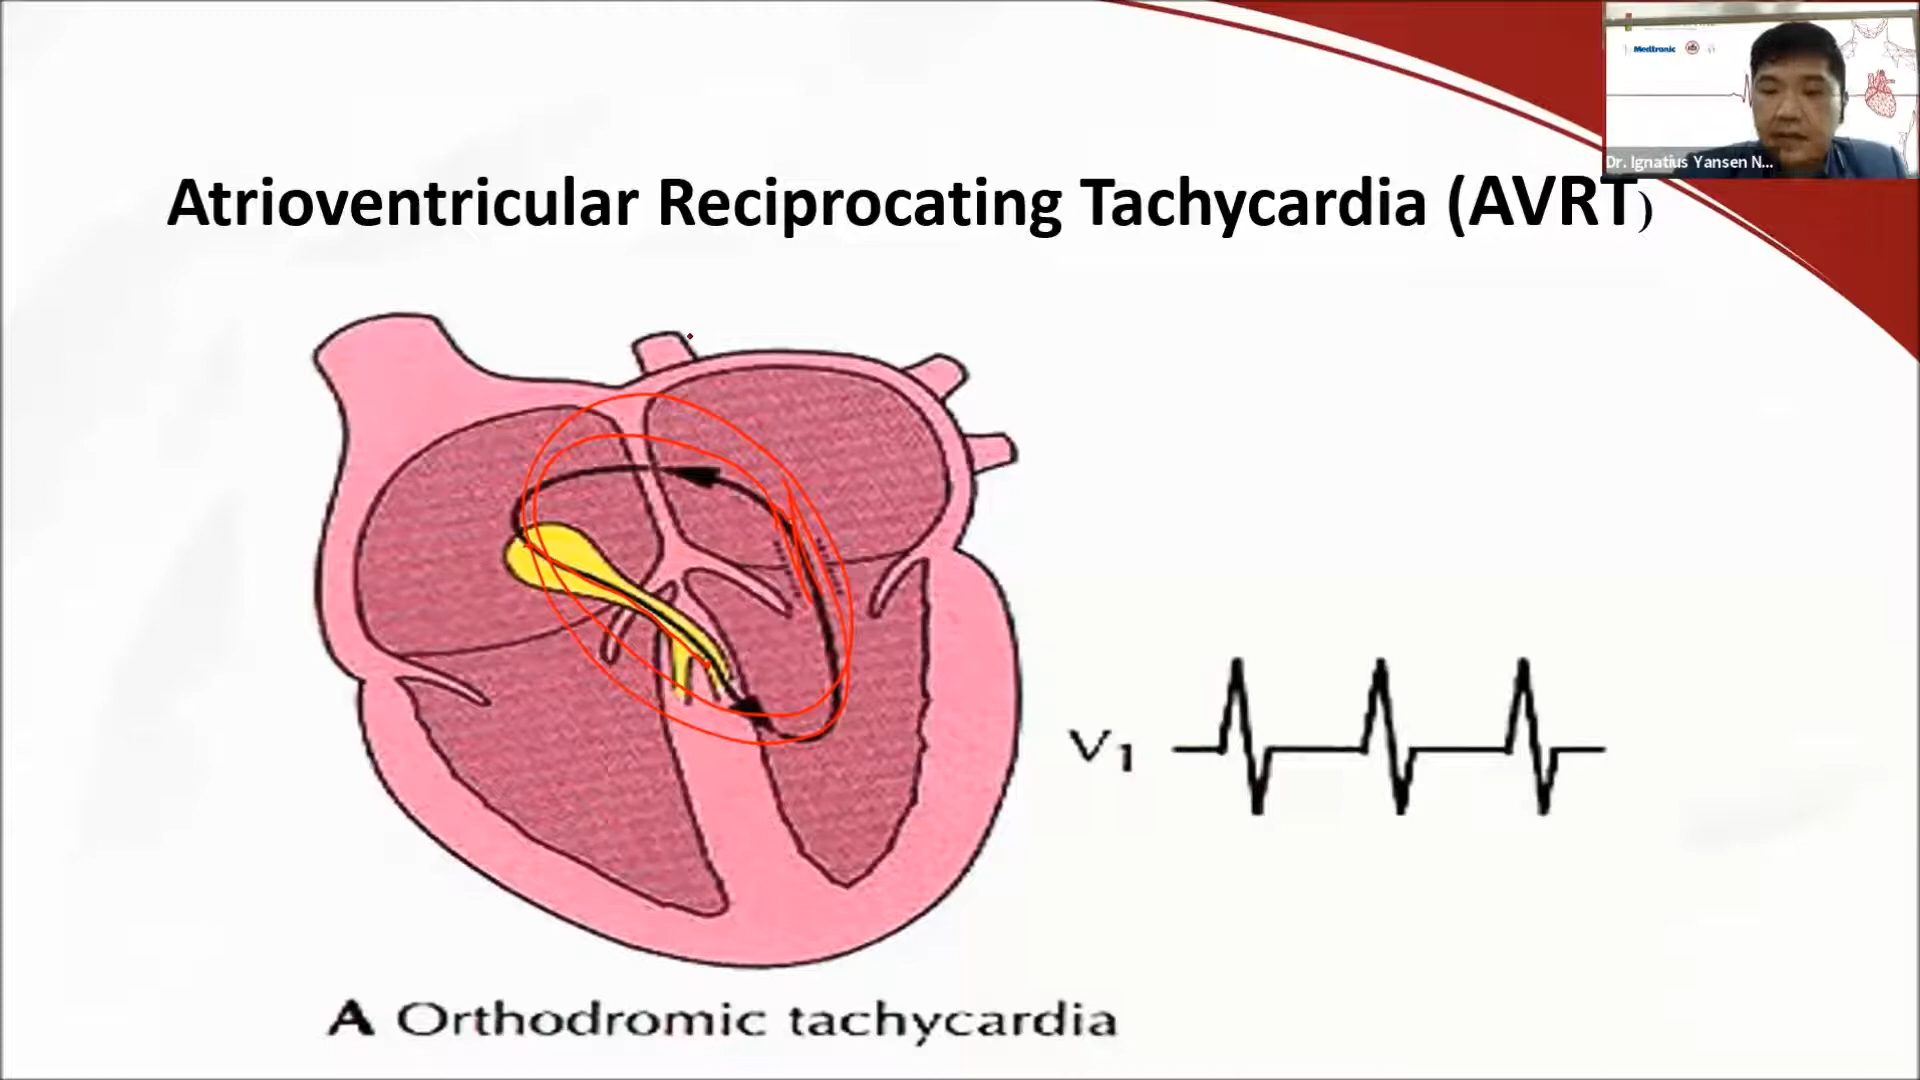 Medtronic
Dr. Ignatius Yansen N...
Atrioventricular Reciprocating Tachycardia (AVRT)
V1
A Orthodromic tachycardia